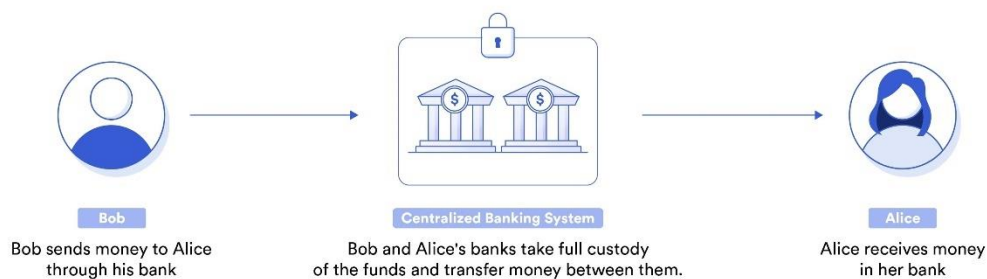 $ $
Bob
Bob sends money to Alice
through his bank
Centralized Banking System
Bob and Alice's banks take full custody
of the funds and transfer money between them.
Alice
Alice receives money
in her bank